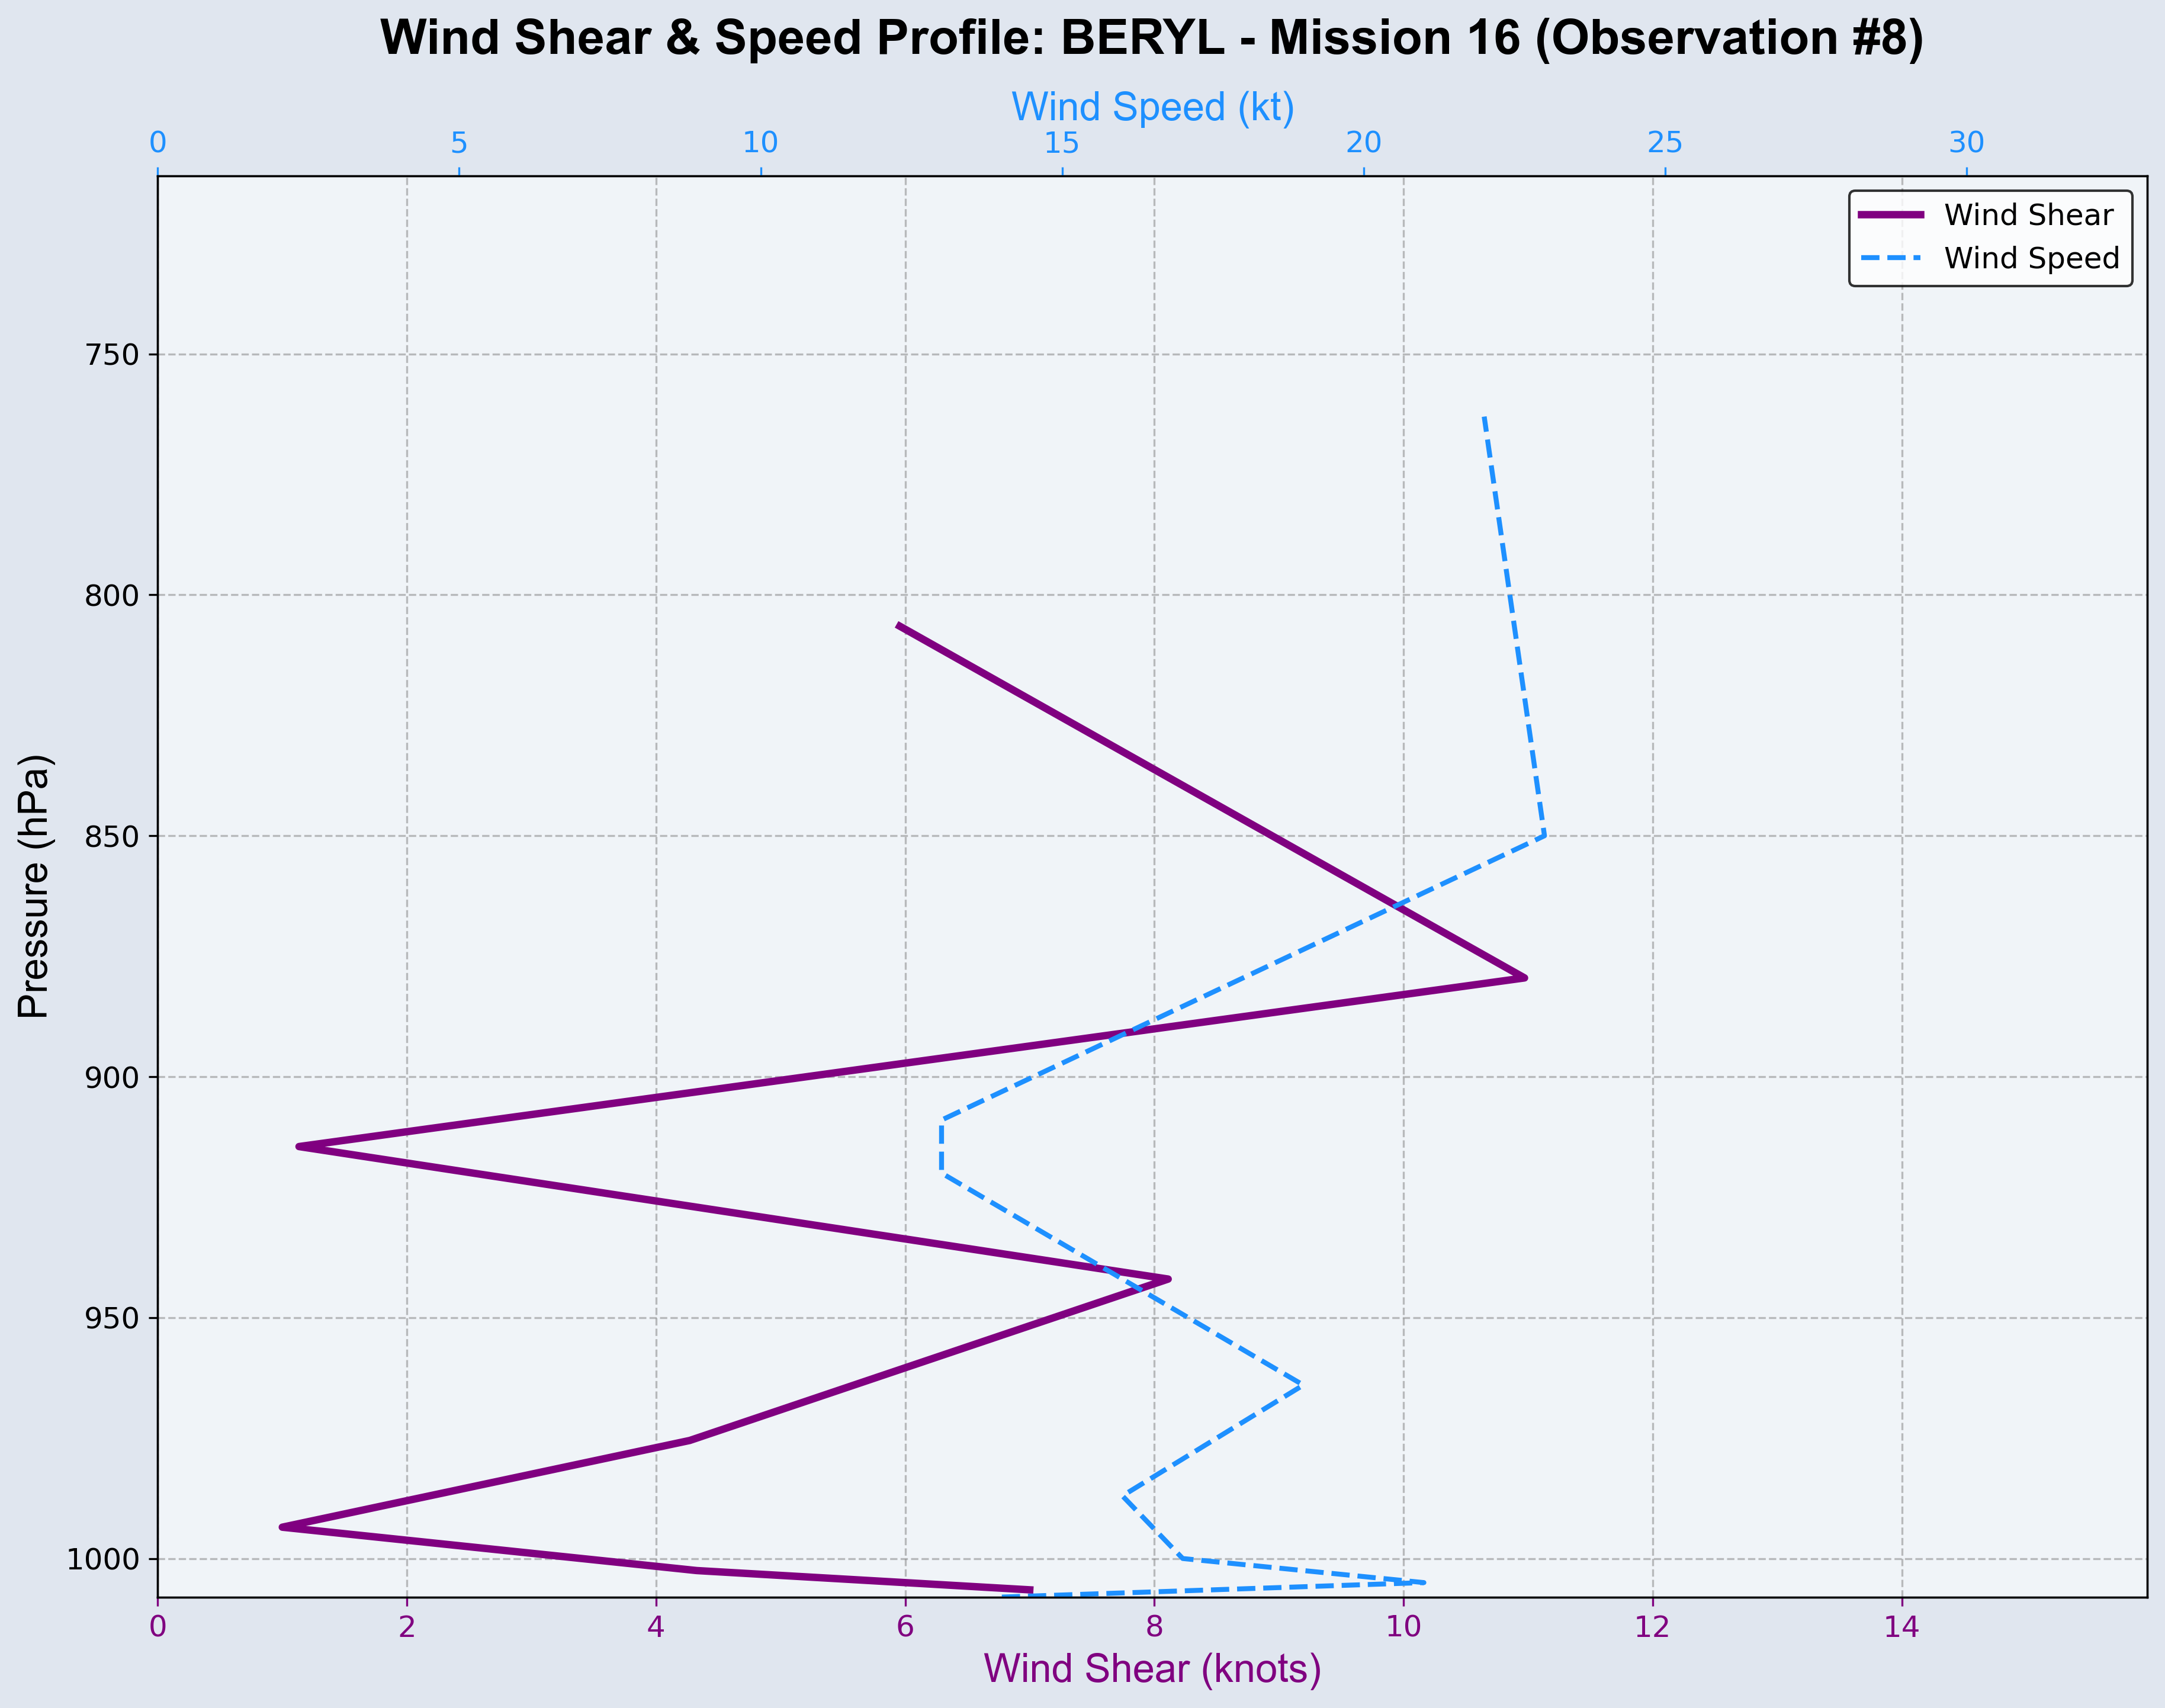 Wind Shear & Speed Profile: BERYL - Mission 16 (Observation #8)
Wind Speed (kt)
0 5 10 15 20 25 30
Wind Shear
Wind Speed
750
800
850
900
950
1000
Pressure (hPa)
0 2 4 6 8 10 12 14
Wind Shear (knots)